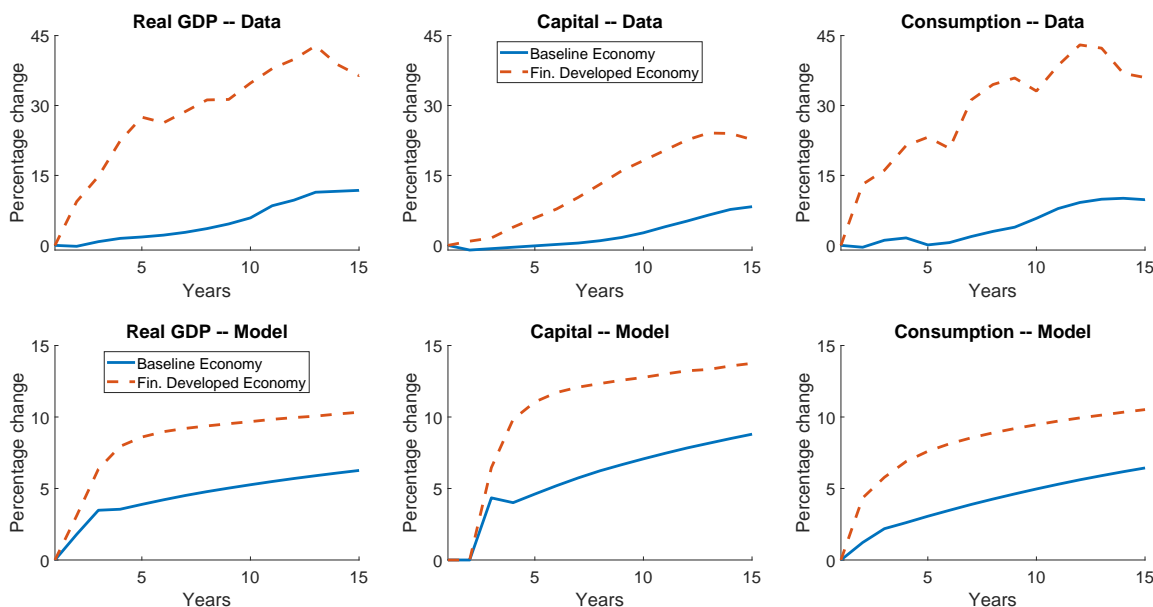 Real GDP -- Data
Percentage change
45
30
15
0
5
10
15
Years
Capital -- Data
Baseline Economy
Fin. Developed Economy
Percentage change
45
30
15
0
5
10
15
Years
Consumption -- Data
Percentage change
45
30
15
0
5
10
15
Years
Real GDP -- Model
Baseline Economy
Fin. Developed Economy
Percentage change
15
10
5
0
5
10
15
Years
Capital -- Model
Percentage change
15
10
5
0
5
10
15
Years
Consumption -- Model
Percentage change
15
10
5
0
5
10
15
Years